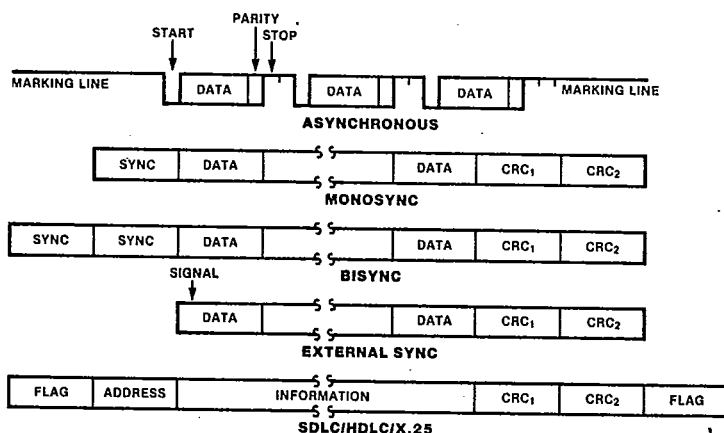 PARITY
START STOP
MARKING LINE DATA DATA DATA MARKING LINE
ASYNCHRONOUS
SYNC DATA DATA CRC1 CRC2
MONOSYNC
SYNC SYNC DATA DATA CRC1 CRC2
BISYNC
SIGNAL
DATA DATA CRC1 CRC2
EXTERNAL SYNC
FLAG ADDRESS INFORMATION CRC1 CRC2 FLAG
SDLC/HDLC/X.25